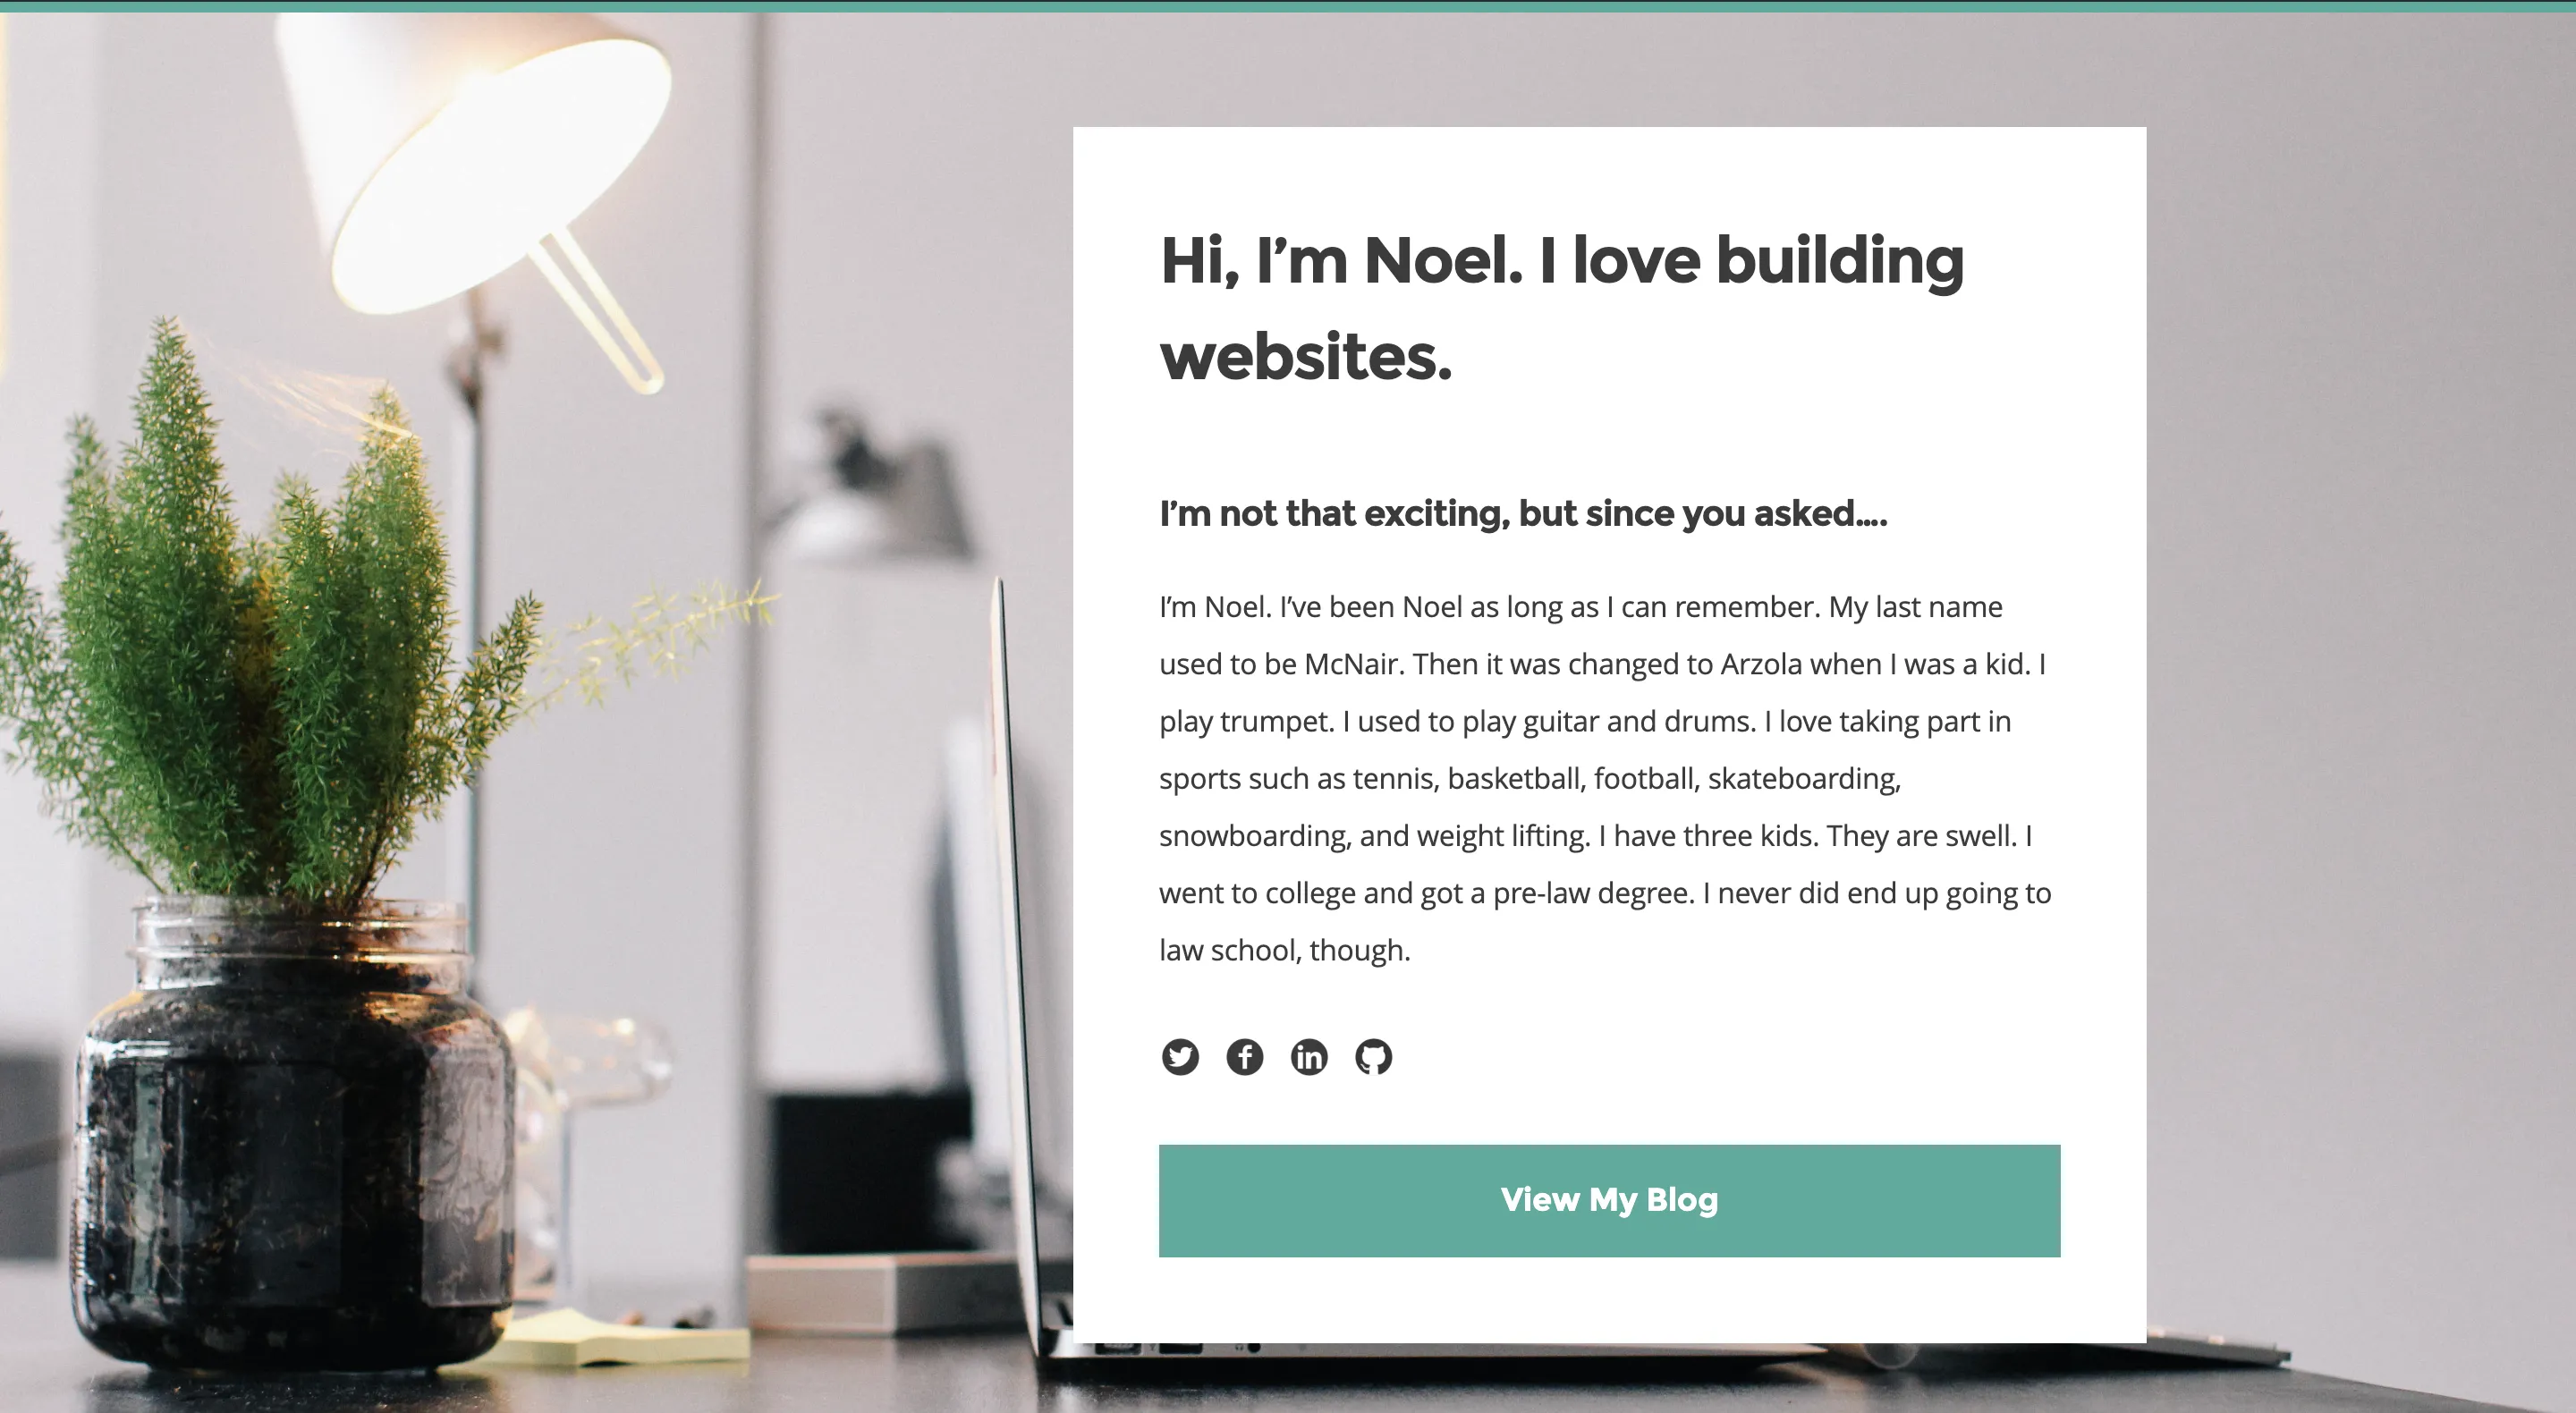 Hi, I’m Noel. I love building
websites.
I’m not that exciting, but since you asked....
I’m Noel. I’ve been Noel as long as I can remember. My last name
used to be McNair. Then it was changed to Arzola when I was a kid. I
play trumpet. I used to play guitar and drums. I love taking part in
sports such as tennis, basketball, football, skateboarding,
snowboarding, and weight lifting. I have three kids. They are swell. I
went to college and got a pre-law degree. I never did end up going to
law school, though.
View My Blog